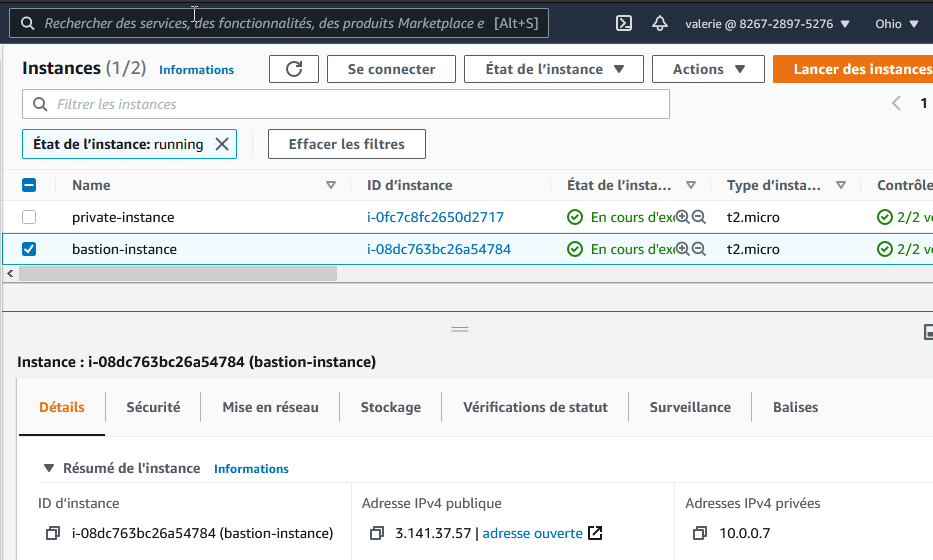 Rechercher des services, des fonctionnalités, des produits Marketplace e [Alt+S] valerie @ 8267-2897-5276 Ohio
Instances (1/2) Informations Se connecter État de l'instance Actions Lancer des instances
Filtrer les instances 1
État de l'instance: running Effacer les filtres
Name ID d'instance État de l'insta... Type d'insta... Contrôle
private-instance i-0fc7c8fc2650d2717 En cours d'exé t2.micro 2/2 v
bastion-instance i-08dc763bc26a54784 En cours d'exé t2.micro 2/2 v
Instance : i-08dc763bc26a54784 (bastion-instance)
Détails Sécurité Mise en réseau Stockage Vérifications de statut Surveillance Balises
Résumé de l'instance Informations
ID d'instance Adresse IPv4 publique Adresses IPv4 privées
i-08dc763bc26a54784 (bastion-instance) 3.141.37.57 | adresse ouverte 10.0.0.7